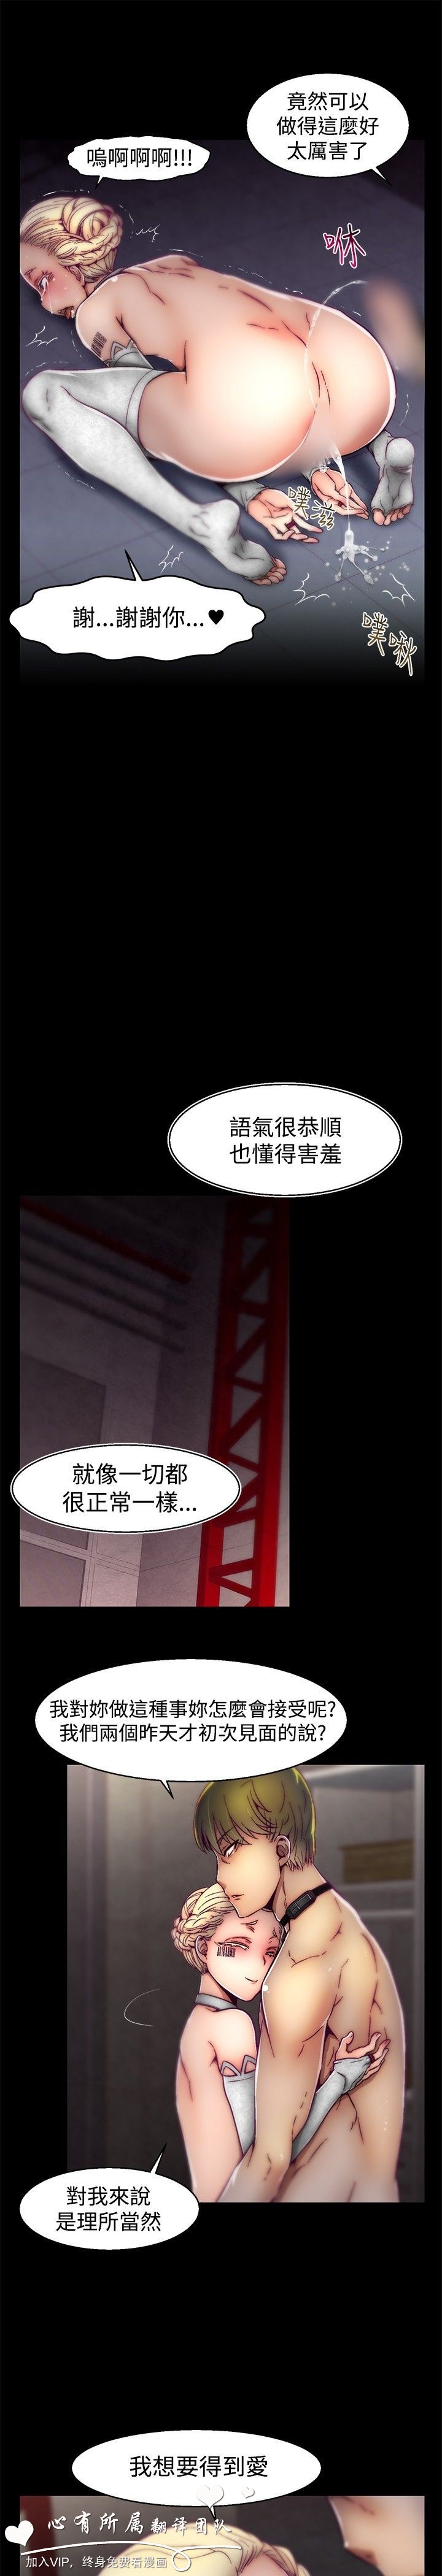 竟然可以
做得這麼好
太厲害了
嗚啊啊啊!!!
咻
噗滋
謝...謝謝你...♥
噗啾
語氣很恭順
也懂得害羞
就像一切都
很正常一樣...
我對妳做這種事妳怎麼會接受呢?
我們兩個昨天才初次見面的說?
對我來說
是理所當然
我想要得到愛
心有所属翻译团队
加入VIP，终身免费看漫画